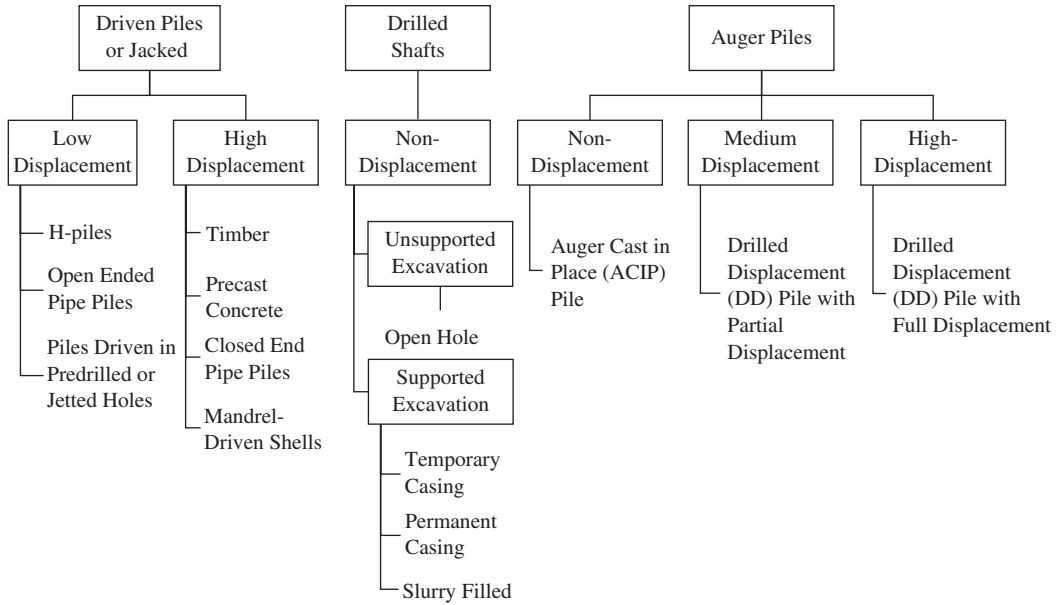 Driven Piles
or Jacked
Drilled
Shafts
Auger Piles
Low
Displacement
High
Displacement
Non-
Displacement
Non-
Displacement
Medium
Displacement
High-
Displacement
H-piles
Open Ended
Pipe Piles
Piles Driven in
Predrilled or
Jetted Holes
Timber
Precast
Concrete
Closed End
Pipe Piles
Mandrel-
Driven Shells
Unsupported
Excavation
Open Hole
Supported
Excavation
Temporary
Casing
Permanent
Casing
Slurry Filled
Auger Cast in
Place (ACIP)
Pile
Drilled
Displacement
(DD) Pile with
Partial
Displacement
Drilled
Displacement
(DD) Pile with
Full Displacement